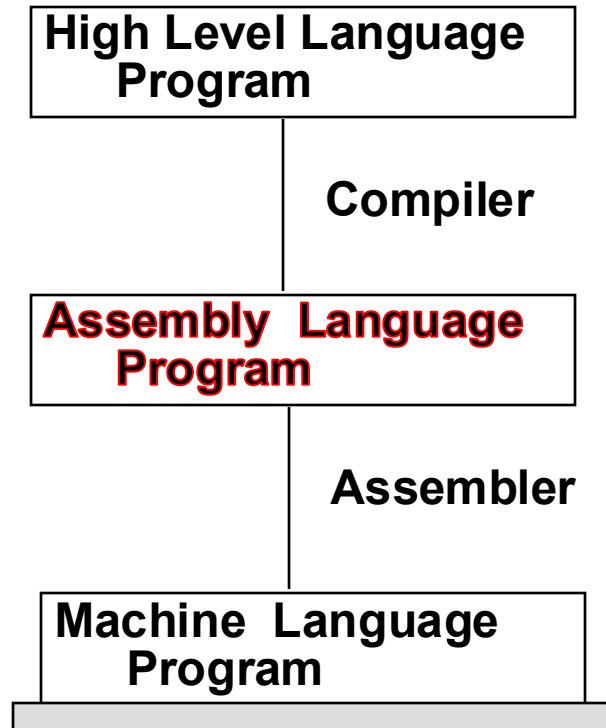 High Level Language
Program
Compiler
Assembly Language
Program
Assembler
Machine Language
Program